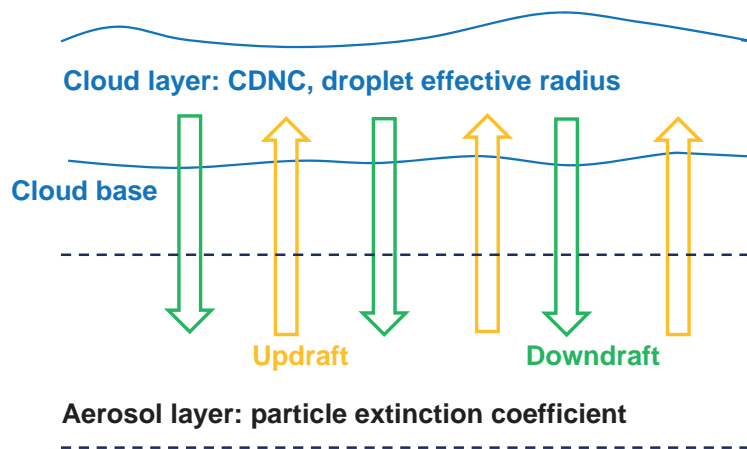 Cloud layer: CDNC, droplet effective radius
Cloud base
Updraft
Downdraft
Aerosol layer: particle extinction coefficient